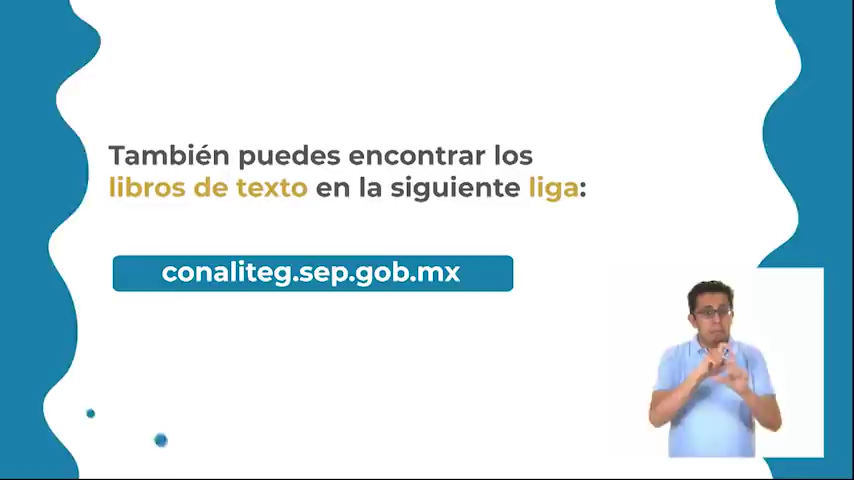 También puedes encontrar los
libros de texto en la siguiente liga:
conaliteg.sep.gob.mx